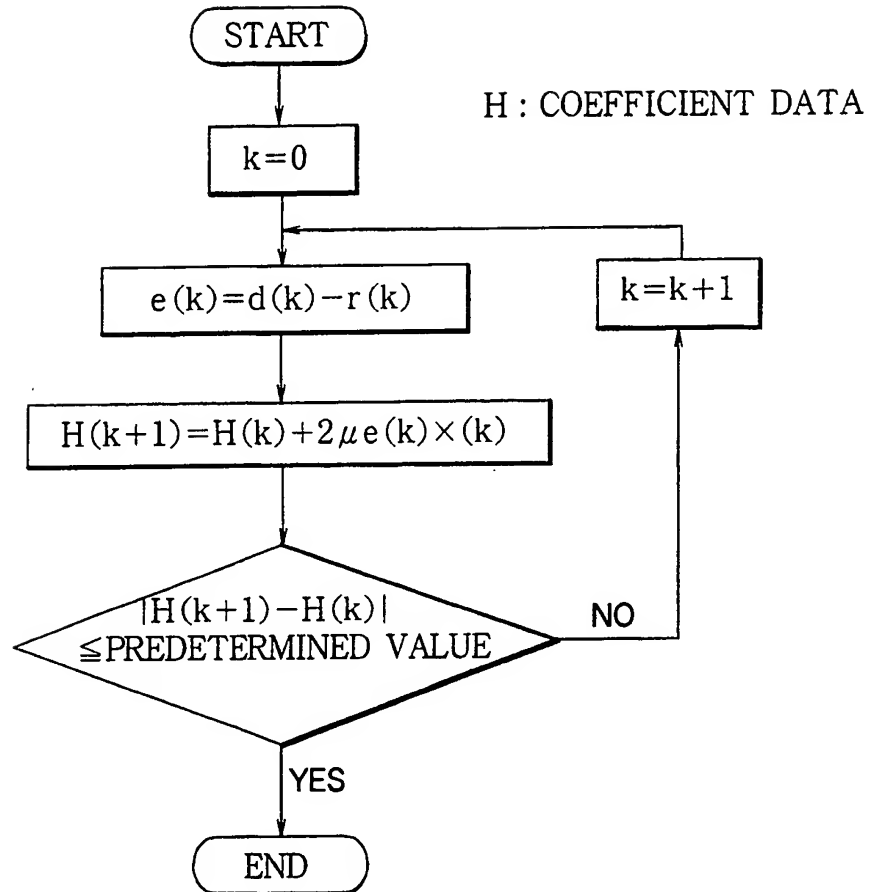 START
H : COEFFICIENT DATA
k=0
e(k)=d(k)−r(k)
k=k+1
H(k+1)=H(k)+2μe(k)×(k)
|H(k+1)−H(k)|
≦PREDETERMINED VALUE
NO
YES
END